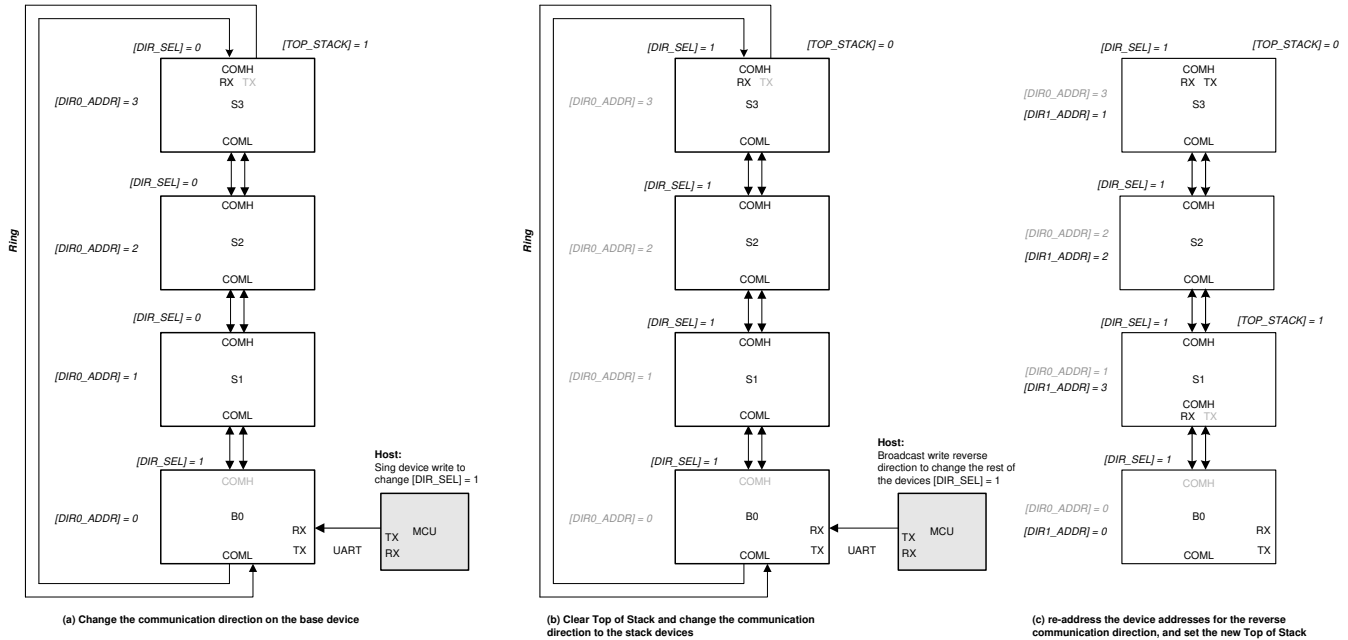 [DIR_SEL] = 0
[TOP_STACK] = 1
COMH
RX TX
[DIR0_ADDR] = 3
S3
COML
[DIR_SEL] = 0
COMH
Ring
[DIR0_ADDR] = 2
S2
COML
[DIR_SEL] = 0
COMH
[DIR0_ADDR] = 1
S1
COML
[DIR_SEL] = 1
COMH
[DIR0_ADDR] = 0
B0
RX
TX
COML
UART
Host:
Sing device write to
change [DIR_SEL] = 1
TX
RX
MCU
(a) Change the communication direction on the base device
[DIR_SEL] = 1
[TOP_STACK] = 0
COMH
RX TX
[DIR0_ADDR] = 3
S3
COML
[DIR_SEL] = 1
COMH
Ring
[DIR0_ADDR] = 2
S2
COML
[DIR_SEL] = 1
COMH
[DIR0_ADDR] = 1
S1
COML
[DIR_SEL] = 1
COMH
[DIR0_ADDR] = 0
B0
RX
TX
COML
UART
Host:
Broadcast write reverse
direction to change the rest of
the devices [DIR_SEL] = 1
TX
RX
MCU
(b) Clear Top of Stack and change the communication
direction to the stack devices
[DIR_SEL] = 1
[TOP_STACK] = 0
COMH
RX TX
[DIR0_ADDR] = 3
[DIR1_ADDR] = 1
S3
COML
[DIR_SEL] = 1
COMH
[DIR0_ADDR] = 2
[DIR1_ADDR] = 2
S2
COML
[DIR_SEL] = 1
[TOP_STACK] = 1
COMH
[DIR0_ADDR] = 1
[DIR1_ADDR] = 3
S1
COMH
RX TX
[DIR_SEL] = 1
COMH
[DIR0_ADDR] = 0
[DIR1_ADDR] = 0
B0
RX
TX
COML
(c) re-address the device addresses for the reverse
communication direction, and set the new Top of Stack